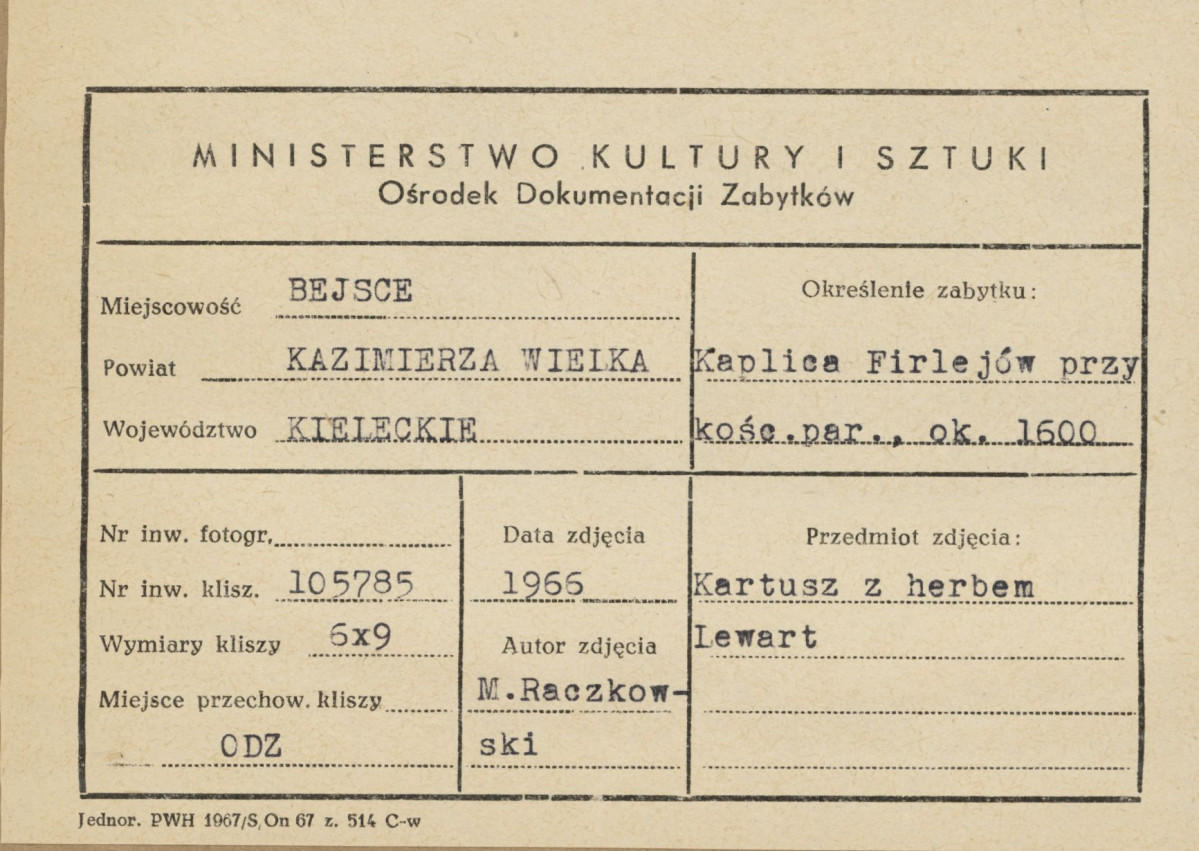 MINISTERSTWO KULTURY I SZTUKI
Ośrodek Dokumentacji Zabytków
Miejscowość BEJSCE
Powiat KAZIMIERZA WIELKA
Województwo KIELECKIE
Określenie zabytku:
Kaplica Firlejów przy
kośc.par., ok. 1600
Nr inw. fotogr.
Nr inw. klisz. 105785
Wymiary kliszy 6x9
Miejsce przechow. kliszy
ODZ
Data zdjęcia
1966
Autor zdjęcia
M.Raczkow-
ski
Przedmiot zdjęcia:
Kartusz z herbem
Lewart
Jednor. PWH 1967/S, On 67 z. 514 C-w